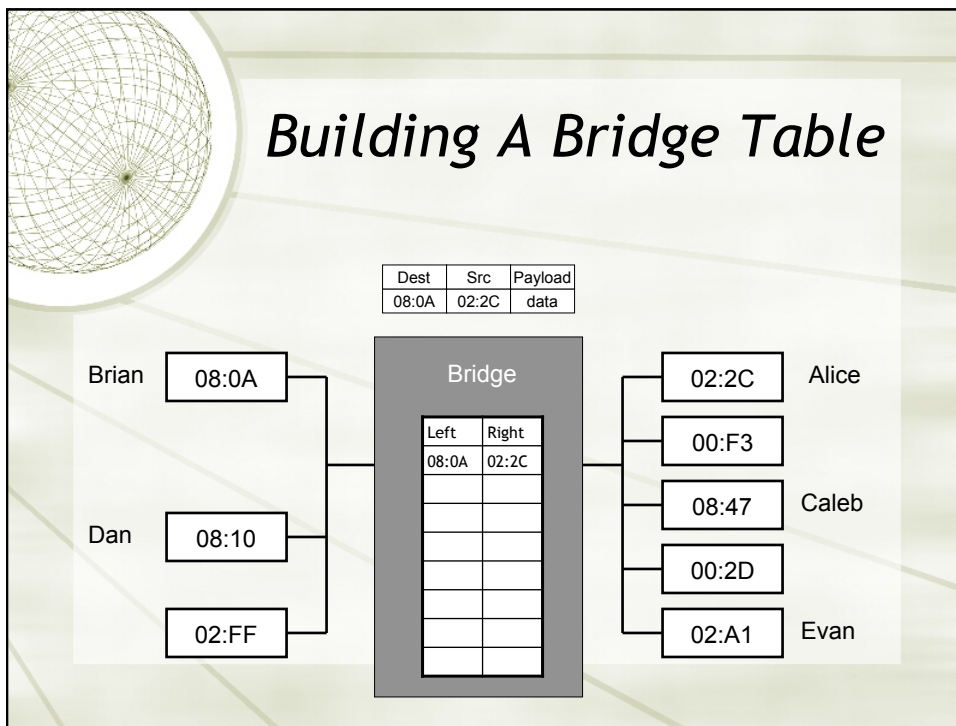 Building A Bridge Table
Dest Src Payload
08:0A 02:2C data
Bridge
Left Right
08:0A 02:2C
Brian 08:0A
Dan 08:10
02:FF
02:2C Alice
00:F3
08:47 Caleb
00:2D
02:A1 Evan